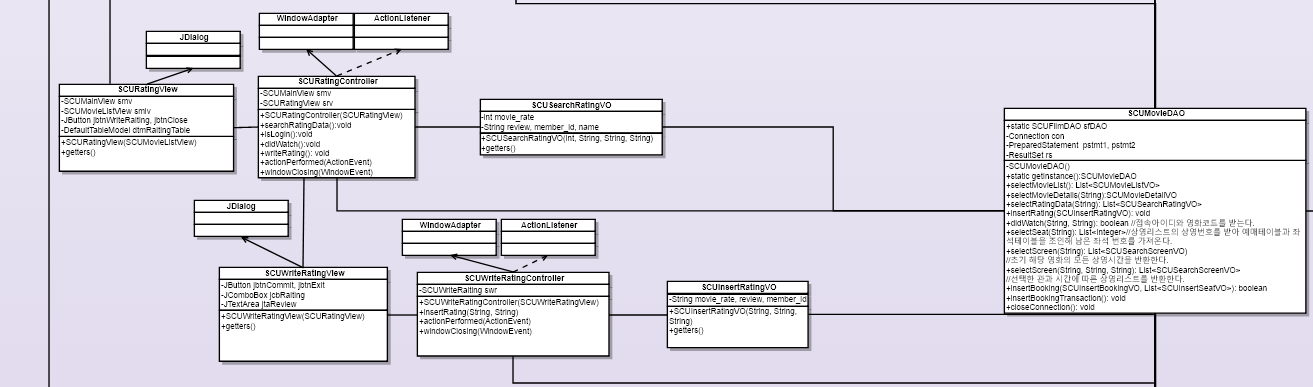 WindowAdapter
ActionListener
JDialog
SCURatingView
-SCUMainView smv
-SCUMovieListView smlv
-JButton jbtnWriteRaiting, jbtnClose
-DefaultTableModel dtmRaitingTable
+SCURatingView(SCUMovieListView)
+getters()
SCURatingController
-SCUMainView smv
-SCURatingView srv
+SCURatingController(SCURatingView)
+searchRatingData():void
+isLogin():void
+didWatch():void
+writeRating(): void
+actionPerformed(ActionEvent)
+windowClosing(WindowEvent)
SCUSearchRatingVO
-int movie_rate
-String review, member_id, name
+SCUSearchRatingVO(int, String, String, String)
+getters()
SCUMovieDAO
+static SCUFlimDAO sfDAO
-Connection con
-PreparedStatement pstmt1, pstmt2
-ResultSet rs
-SCUMovieDAO()
+static getInstance():SCUMovieDAO
+selectMovieList(): List<SCUMovieListVO>
+selectMovieDetails(String):SCUMovieDetailVO
+selectRatingData(String): List<SCUSearchRatingVO>
+insertRating(SCUInsertRatingVO): void
+didWatch(String, String): boolean //접속아이디와 영화코드를 받는다.
+selectSeat(String): List<Integer>//상영리스트의 상영번호를 받아 예매테이블과 좌
석테이블을 조인해 남은 좌석 번호를 가져온다.
+selectScreen(String): List<SCUSearchScreenVO)
//초기 해당 영화의 모든 상영시간을 반환한다.
+selectScreen(String, String, String): List<SCUSearchScreenVO>
//선택한 관과 시간에 따른 상영리스트를 반환한다.
+insertBooking(SCUInsertBookingVO, List<SCUInsertSeatVO>): boolean
+insertBookingTransaction(): void
+closeConnection(): void
JDialog
SCUWriteRatingView
-JButton jbtnCommit, jbtnExit
-JComboBox jcbRaiting
-JTextArea jtaReview
+SCUWriteRatingView(SCURatingView)
+getters()
WindowAdapter
ActionListener
SCUWriteRatingController
-SCUWriteRaiting swr
+SCUWriteRatingController(SCUWriteRatingView)
+insertRating(String, String)
+actionPerformed(ActionEvent)
+windowClosing(WindowEvent)
SCUInsertRatingVO
-String movie_rate, review, member_id
+SCUInsertRatingVO(String, String,
String)
+getters()